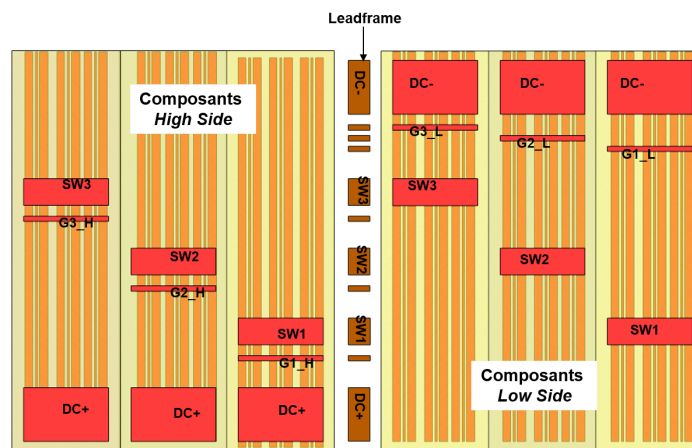 Leadframe
DC-
DC-
DC-
DC-
Composants
High Side
G3_L
G2_L
G1_L
SW3
SW3
SW3
G3_H
SW2
SW2
SW2
G2_H
SW1
SW1
SW1
G1_H
Composants
Low Side
DC+
DC+
DC+
DC+